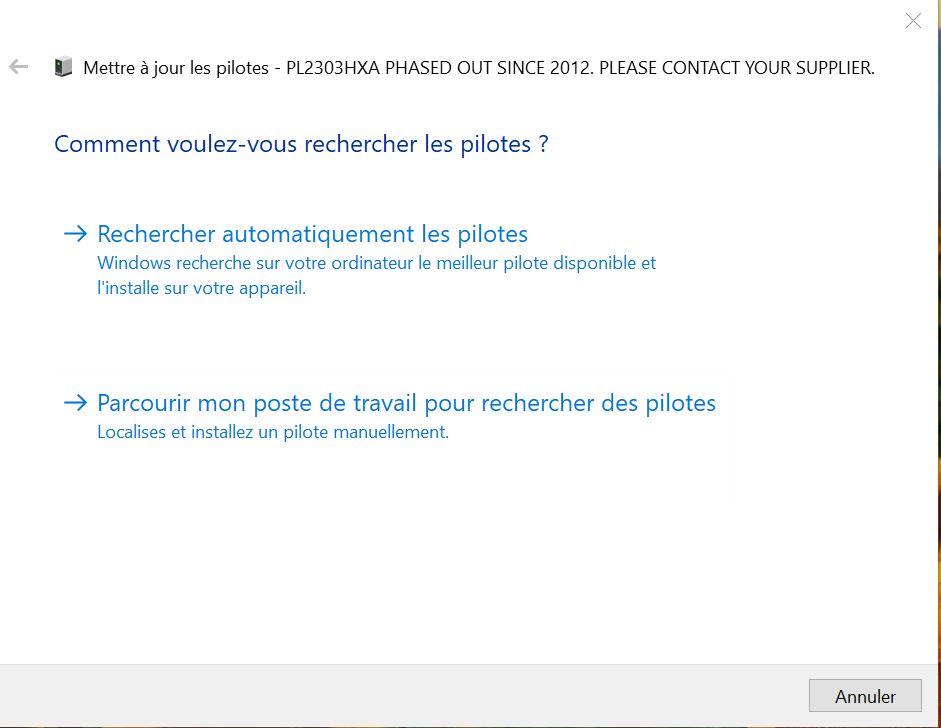 Mettre à jour les pilotes - PL2303HXA PHASED OUT SINCE 2012. PLEASE CONTACT YOUR SUPPLIER.
Comment voulez-vous rechercher les pilotes ?
Rechercher automatiquement les pilotes
Windows recherche sur votre ordinateur le meilleur pilote disponible et
l'installe sur votre appareil.
Parcourir mon poste de travail pour rechercher des pilotes
Localises et installez un pilote manuellement.
Annuler